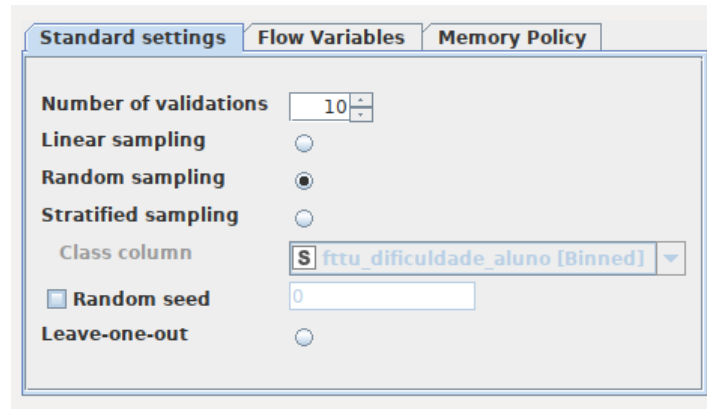 Standard settings Flow Variables Memory Policy
Number of validations 10
Linear sampling
Random sampling
Stratified sampling
Class column S fttu_dificuldade_aluno [Binned]
Random seed 0
Leave-one-out